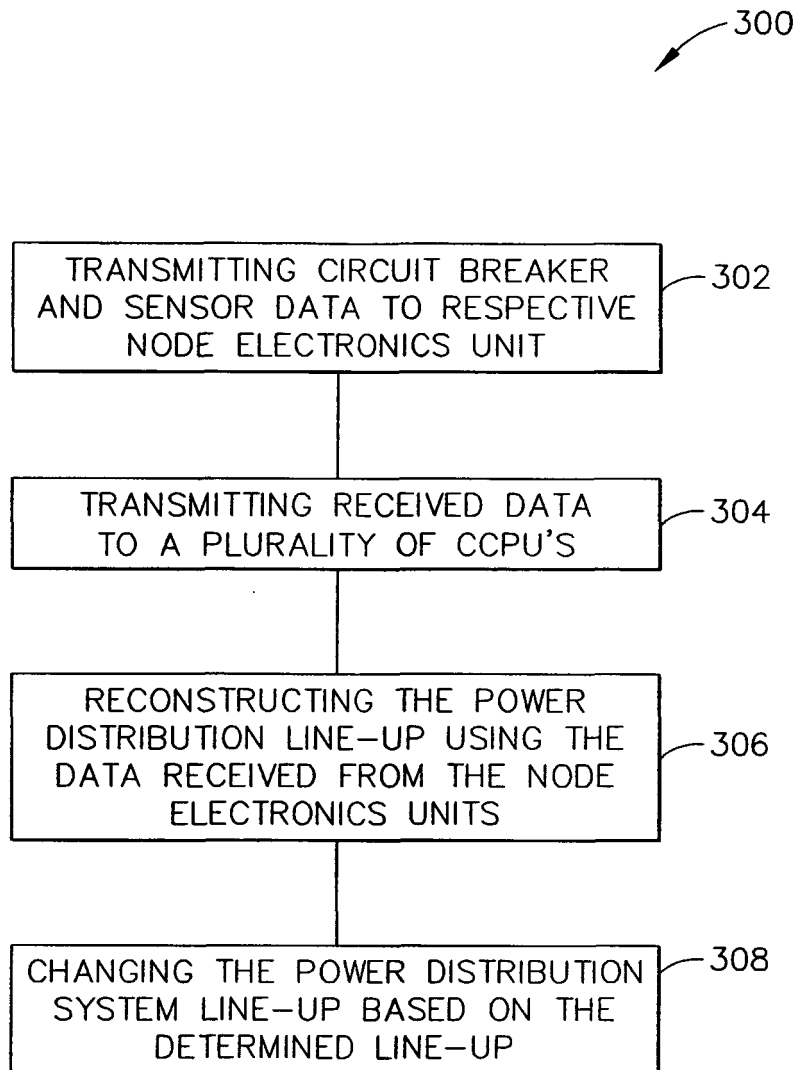 300
TRANSMITTING CIRCUIT BREAKER
AND SENSOR DATA TO RESPECTIVE
NODE ELECTRONICS UNIT
302
TRANSMITTING RECEIVED DATA
TO A PLURALITY OF CCPU'S
304
RECONSTRUCTING THE POWER
DISTRIBUTION LINE-UP USING THE
DATA RECEIVED FROM THE NODE
ELECTRONICS UNITS
306
CHANGING THE POWER DISTRIBUTION
SYSTEM LINE-UP BASED ON THE
DETERMINED LINE-UP
308